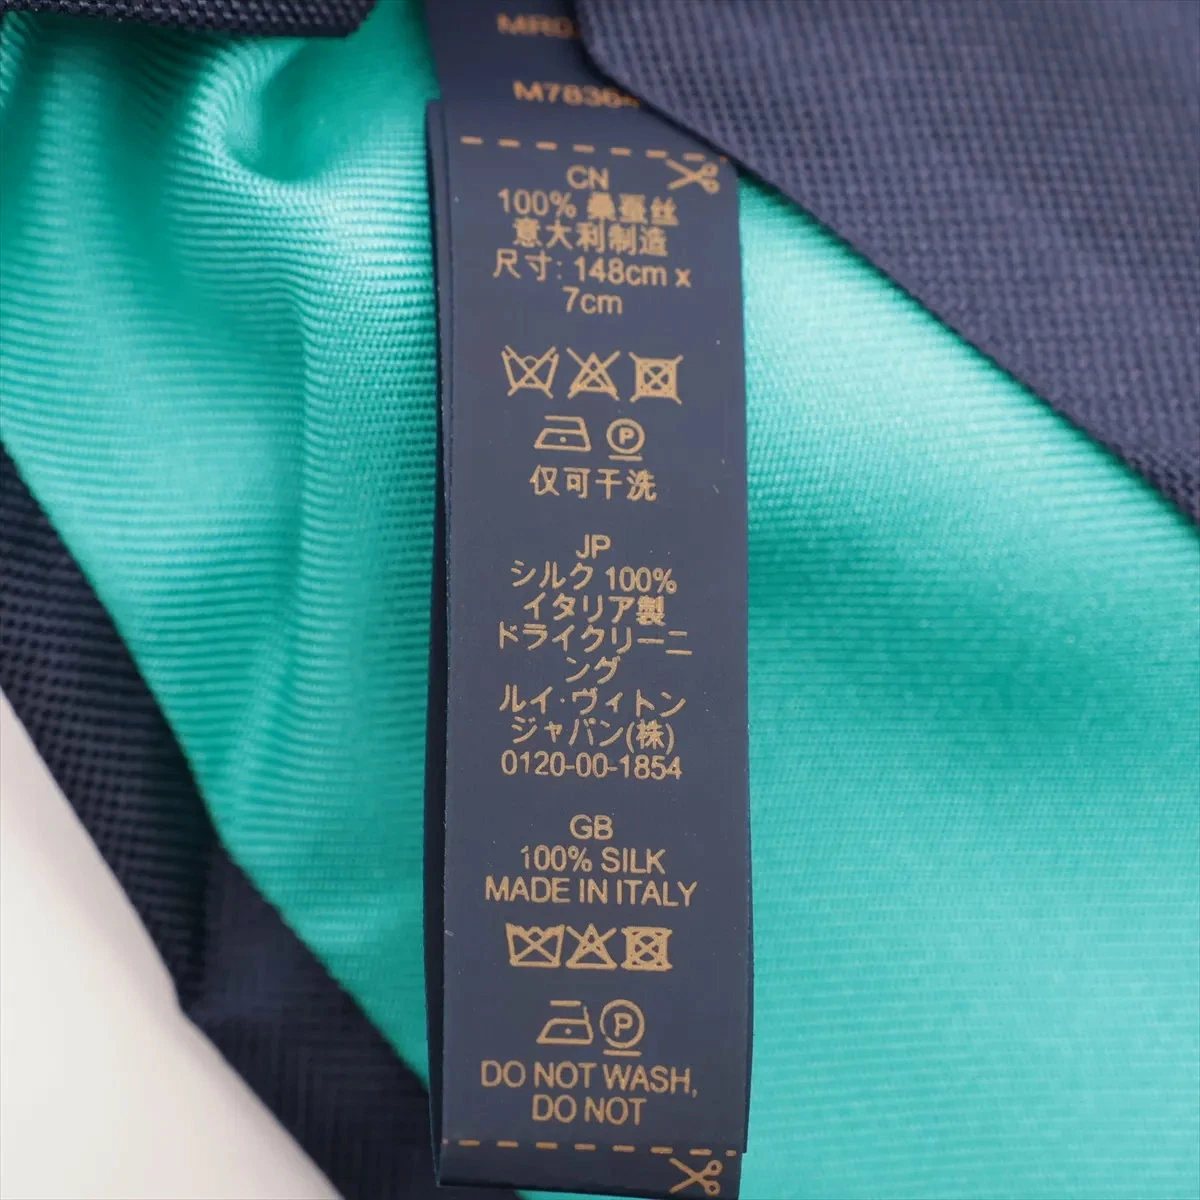 M78364
CN
100% 桑蚕丝
意大利制造
尺寸: 148cm x
7cm
P
仅可干洗
JP
シルク 100%
イタリア製
ドライクリーニ
ング
ルイ·ヴィトン
ジャパン(株)
0120-00-1854
GB
100% SILK
MADE IN ITALY
P
DO NOT WASH,
DO NOT